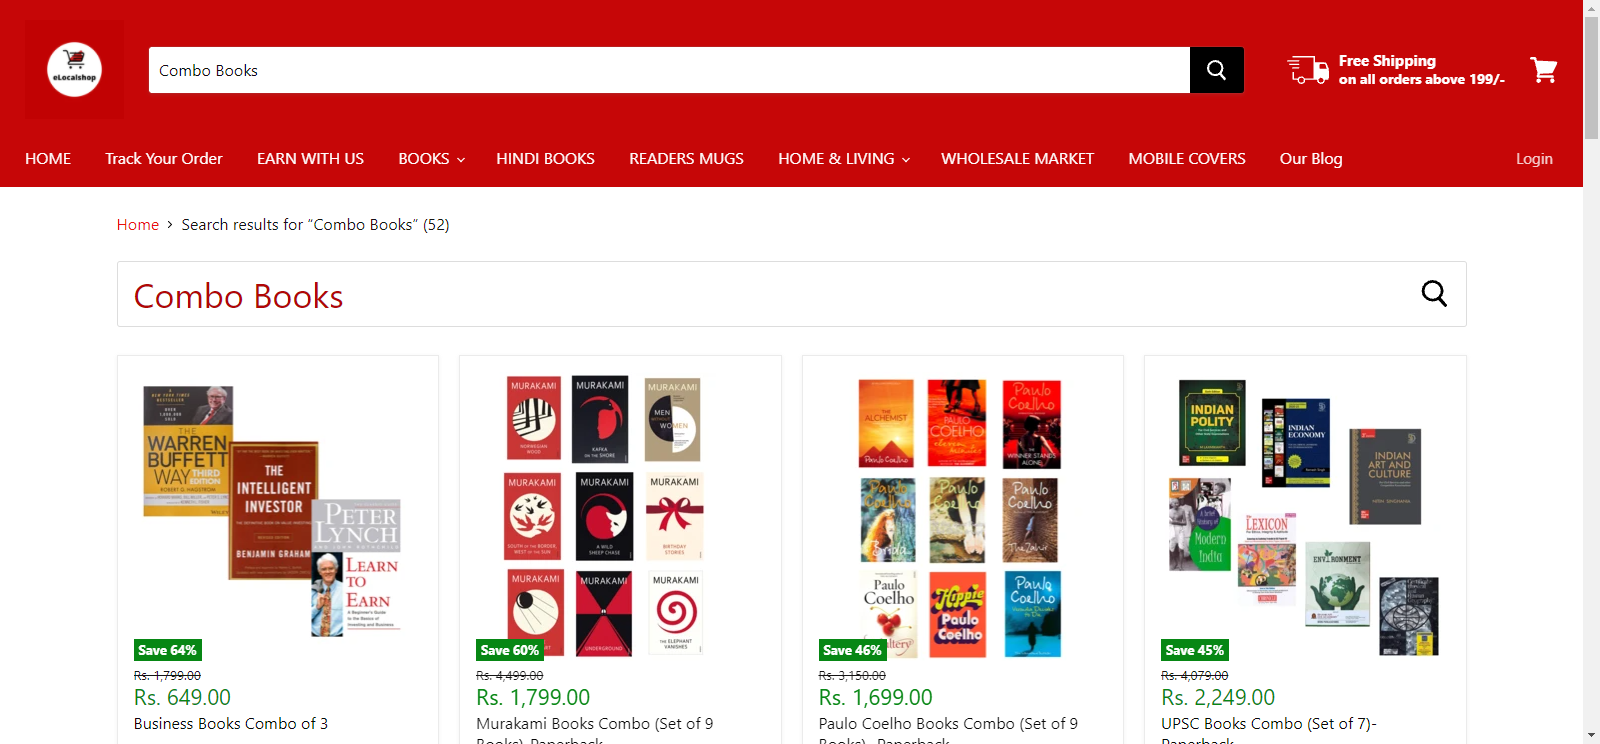 eLocalshop
Combo Books
Free Shipping
on all orders above 199/-
HOME Track Your Order EARN WITH US BOOKS HINDI BOOKS READERS MUGS HOME & LIVING WHOLESALE MARKET MOBILE COVERS Our Blog Login
Home > Search results for “Combo Books” (52)
Combo Books
THE
WARREN
BUFFETT
WAY THIRD
EDITION
ROBERT G. HAGSTROM
THE
INTELLIGENT
INVESTOR
BENJAMIN GRAHAM
PETER
LYNCH
LEARN
TO
EARN
Save 64%
Rs. 1,799.00
Rs. 649.00
Business Books Combo of 3
MURAKAMI
NORWEGIAN
WOOD
MURAKAMI
KAFKA
ON THE SHORE
MURAKAMI
MEN
WITHOUT
WOMEN
MURAKAMI
SOUTH OF THE BORDER,
WEST OF THE SUN
MURAKAMI
A WILD
SHEEP CHASE
MURAKAMI
BIRTHDAY
STORIES
MURAKAMI
MURAKAMI
UNDERGROUND
MURAKAMI
THE ELEPHANT
VANISHES
Save 60%
Rs. 4,499.00
Rs. 1,799.00
Murakami Books Combo (Set of 9
Books)-Paperback
THE
ALCHEMIST
Paulo Coelho
PAULO
COELHO
Paulo
Coelho
THE
WINNER STANDS
ALONE
Paulo
Coelho
Brida
Paulo
Coelho
Paulo
Coelho
The Zahir
Paulo
Coelho
Hippie
Paulo
Coelho
Paulo
Coelho
Save 46%
Rs. 3,150.00
Rs. 1,699.00
Paulo Coelho Books Combo (Set of 9
INDIAN
POLITY
INDIAN
ECONOMY
INDIAN
ART AND
CULTURE
NITIN SINGHANIA
Modern
India
LEXICON
ENVIRONMENT
Save 45%
Rs. 4,079.00
Rs. 2,249.00
UPSC Books Combo (Set of 7)-
Paperback